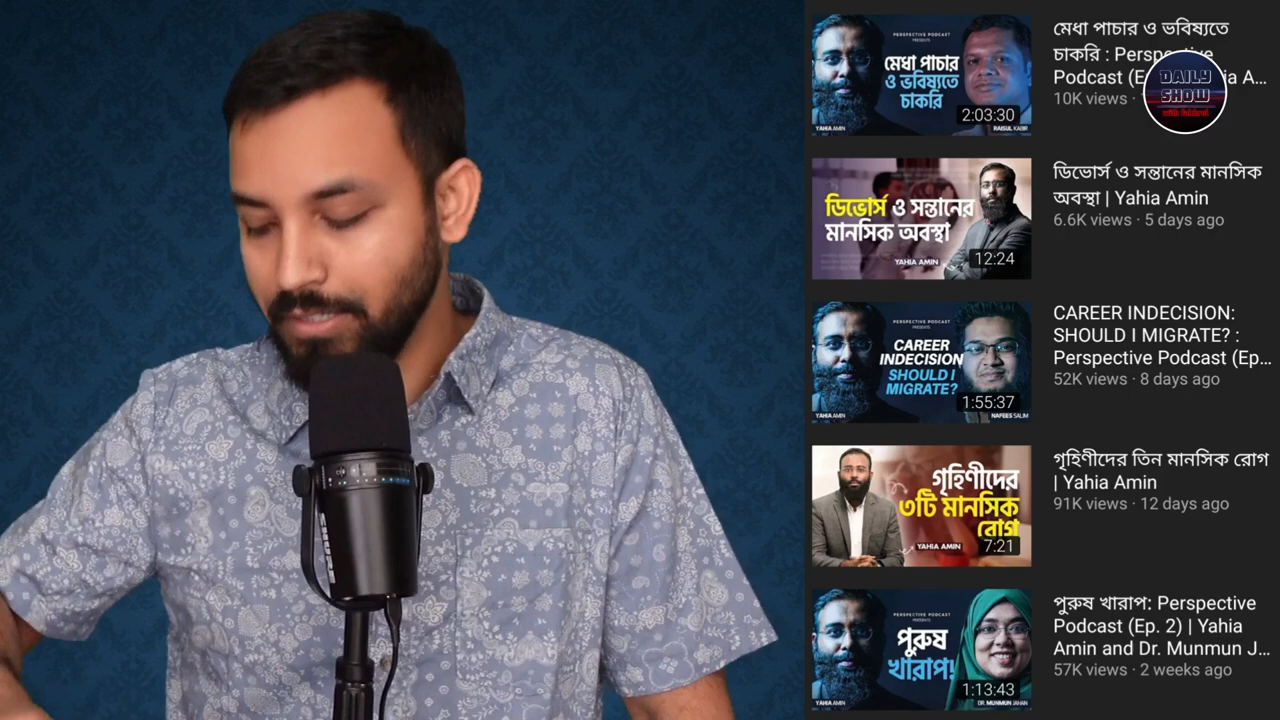 PERSPECTIVE PODCAST
PRESENTS
মেধা পাচার
ও ভবিষ্যতে
চাকরি
2:03:30
YAHIA AMIN
RAISUL KABIR
মেধা পাচার ও ভবিষ্যতে
চাকরি : Perspective
Podcast (E ia A...
10K views ·
DAILY
SHOW
ডিভোর্স ও সন্তানের
মানসিক অবস্থা
YAHIA AMIN
12:24
ডিভোর্স ও সন্তানের মানসিক
অবস্থা | Yahia Amin
6.6K views · 5 days ago
PERSPECTIVE PODCAST
PRESENTS
CAREER
INDECISION
SHOULD I
MIGRATE?
1:55:37
YAHIA AMIN
NAFEES SALIM
CAREER INDECISION:
SHOULD I MIGRATE? :
Perspective Podcast (Ep...
52K views · 8 days ago
গৃহিণীদের
৩টি মানসিক
রোগ
YAHIA AMIN
7:21
গৃহিণীদের তিন মানসিক রোগ
| Yahia Amin
91K views · 12 days ago
PERSPECTIVE PODCAST
PRESENTS
পুরুষ
খারাপ!
1:13:43
YAHIA AMIN
DR. MUNMUN JAHAN
পুরুষ খারাপ: Perspective
Podcast (Ep. 2) | Yahia
Amin and Dr. Munmun J...
57K views · 2 weeks ago